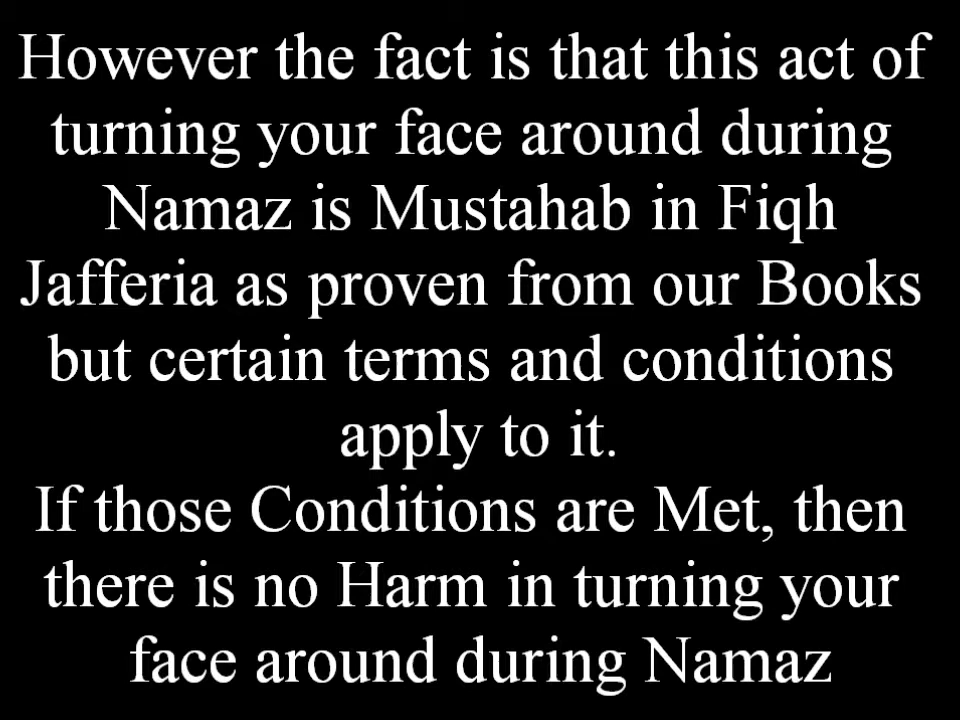 However the fact is that this act of
turning your face around during
Namaz is Mustahab in Fiqh
Jafferia as proven from our Books
but certain terms and conditions
apply to it.
If those Conditions are Met, then
there is no Harm in turning your
face around during Namaz